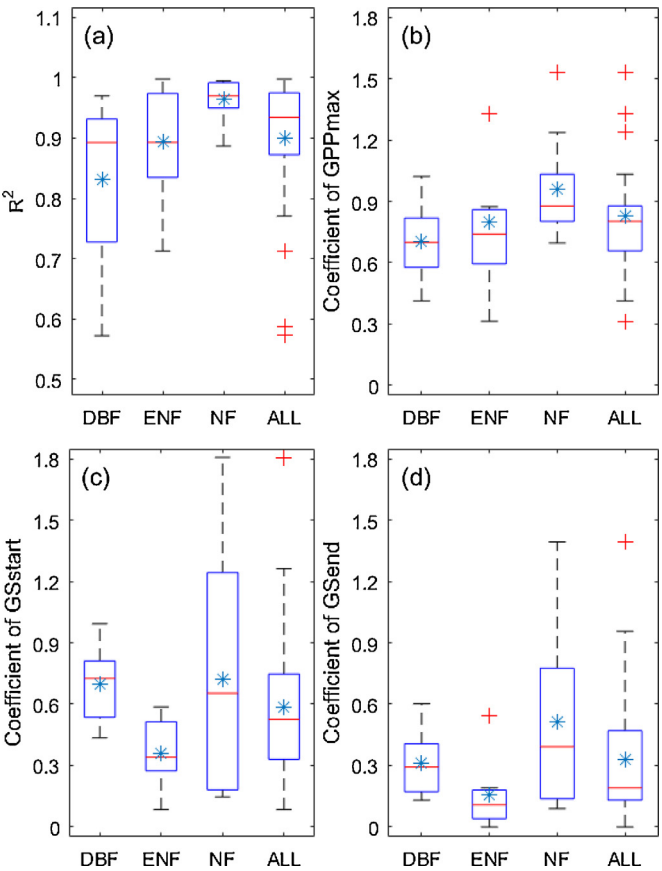 (a)
1.1
1
0.9
0.8
0.7
0.6
0.5
R2
DBF ENF NF ALL
(b)
1.8
1.5
1.2
0.9
0.6
0.3
0
Coefficient of GPPmax
DBF ENF NF ALL
(c)
1.8
1.5
1.2
0.9
0.6
0.3
0
Coefficient of GSstart
DBF ENF NF ALL
(d)
1.8
1.5
1.2
0.9
0.6
0.3
0
Coefficient of GSend
DBF ENF NF ALL